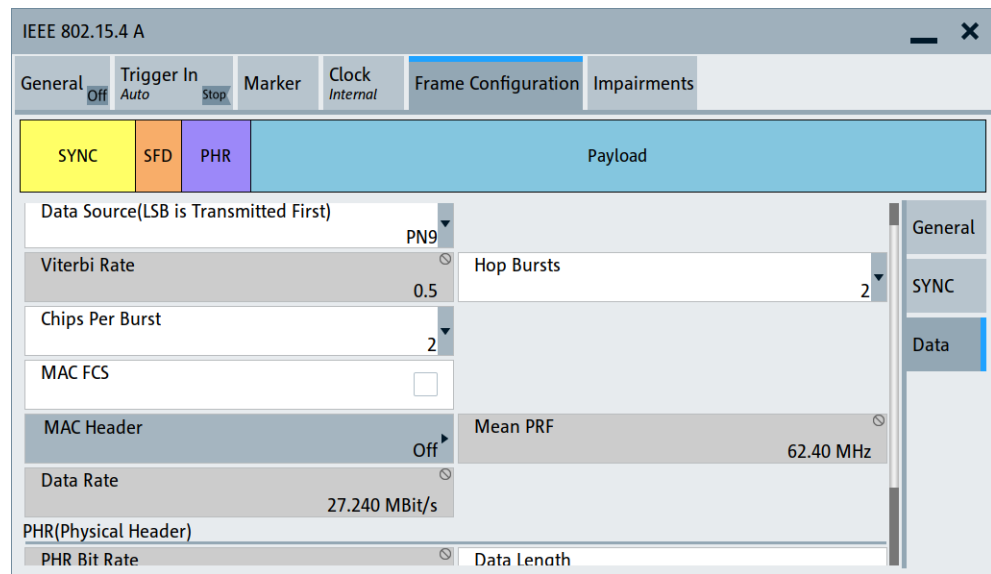 IEEE 802.15.4 A
General Off
Trigger In
Auto Stop
Marker
Clock
Internal
Frame Configuration
Impairments
SYNC
SFD
PHR
Payload
Data Source(LSB is Transmitted First)
PN9
Viterbi Rate
0.5
Hop Bursts
2
Chips Per Burst
2
MAC FCS
MAC Header
Off
Mean PRF
62.40 MHz
Data Rate
27.240 MBit/s
PHR(Physical Header)
PHR Bit Rate
Data Length
General
SYNC
Data